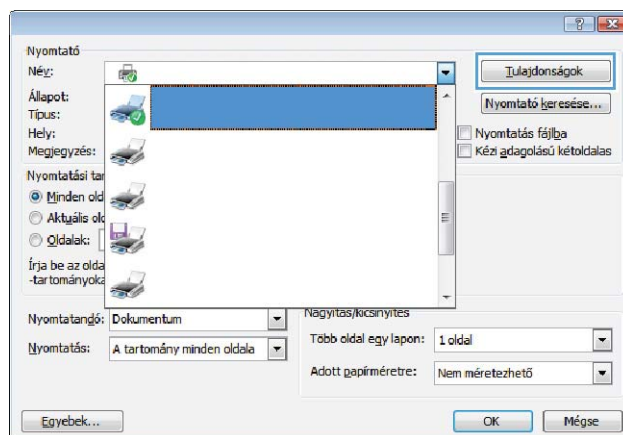 Nyomtató
Név:
Tulajdonságok
Állapot:
Nyomtató keresése...
Típus:
Hely:
Nyomtatás fájlba
Megjegyzés:
Kézi adagolású kétoldalas
Nyomtatási tar
Minden old
Aktuális old
Oldalak:
Írja be az olda
-tartományoka
Nagyítás/kicsinyítés
Nyomtatandó: Dokumentum
Több oldal egy lapon: 1 oldal
Nyomtatás: A tartomány minden oldala
Adott papírméretre: Nem méretezhető
Egyebek...
OK
Mégse